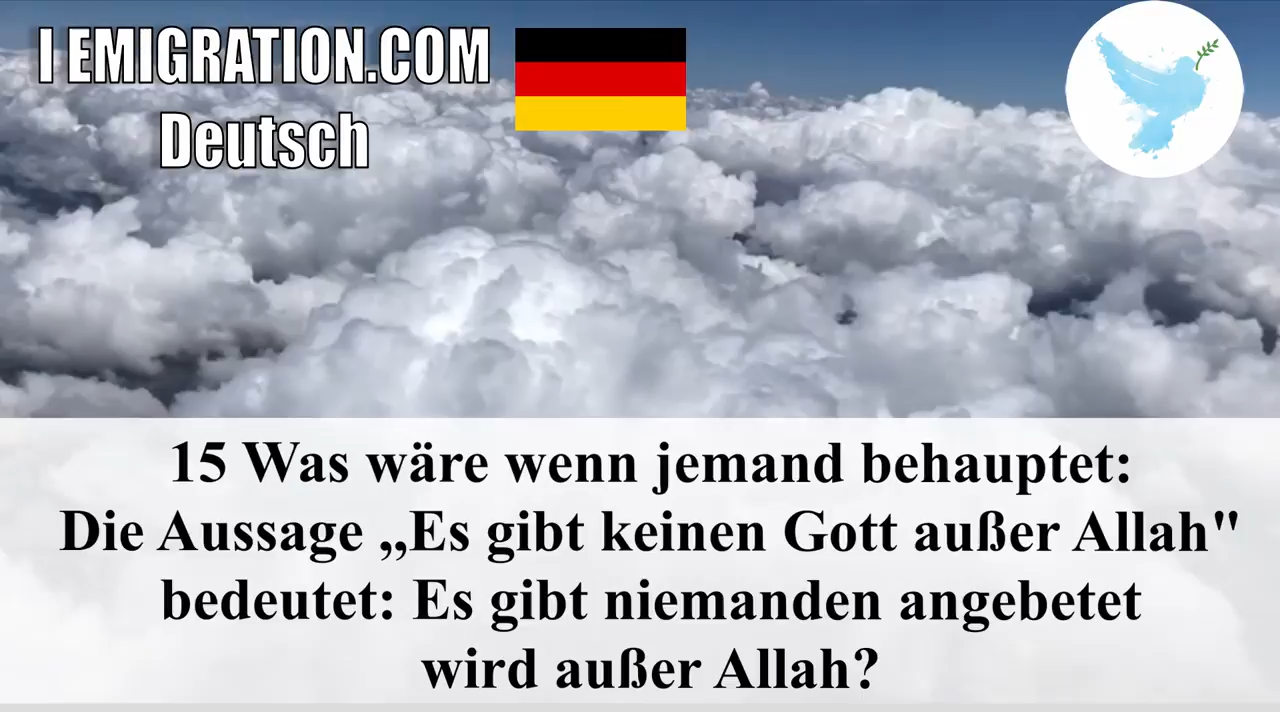 I EMIGRATION.COM
Deutsch
15 Was wäre wenn jemand behauptet:
Die Aussage „Es gibt keinen Gott außer Allah"
bedeutet: Es gibt niemanden angebetet
wird außer Allah?